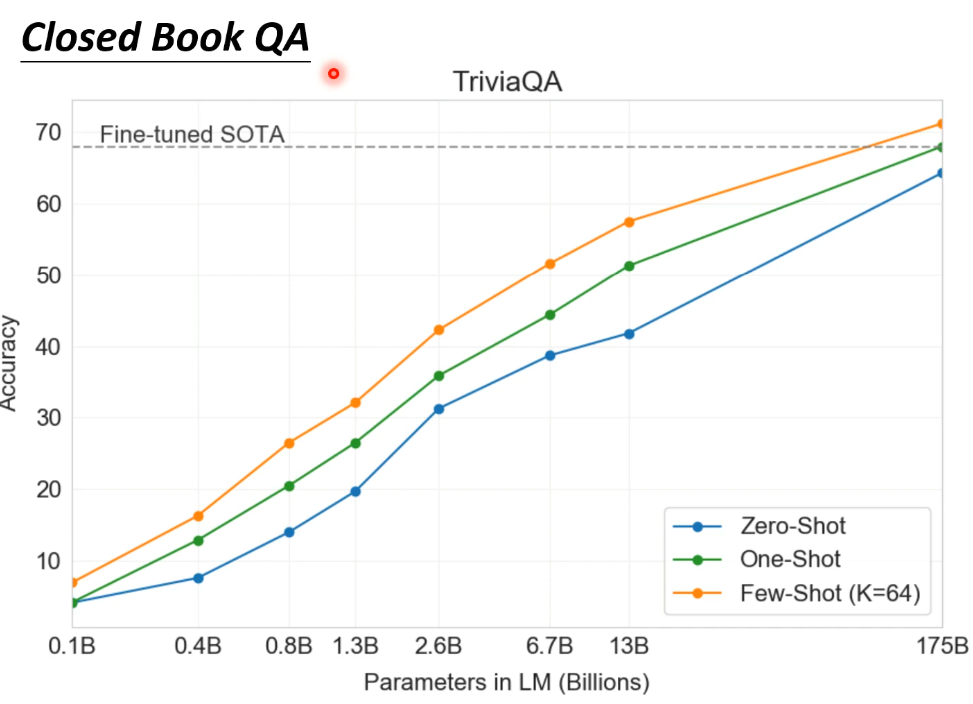 Closed Book QA
TriviaQA
Fine-tuned SOTA
70
60
50
40
30
20
10
Accuracy
Zero-Shot
One-Shot
Few-Shot (K=64)
0.1B 0.4B 0.8B 1.3B 2.6B 6.7B 13B 175B
Parameters in LM (Billions)